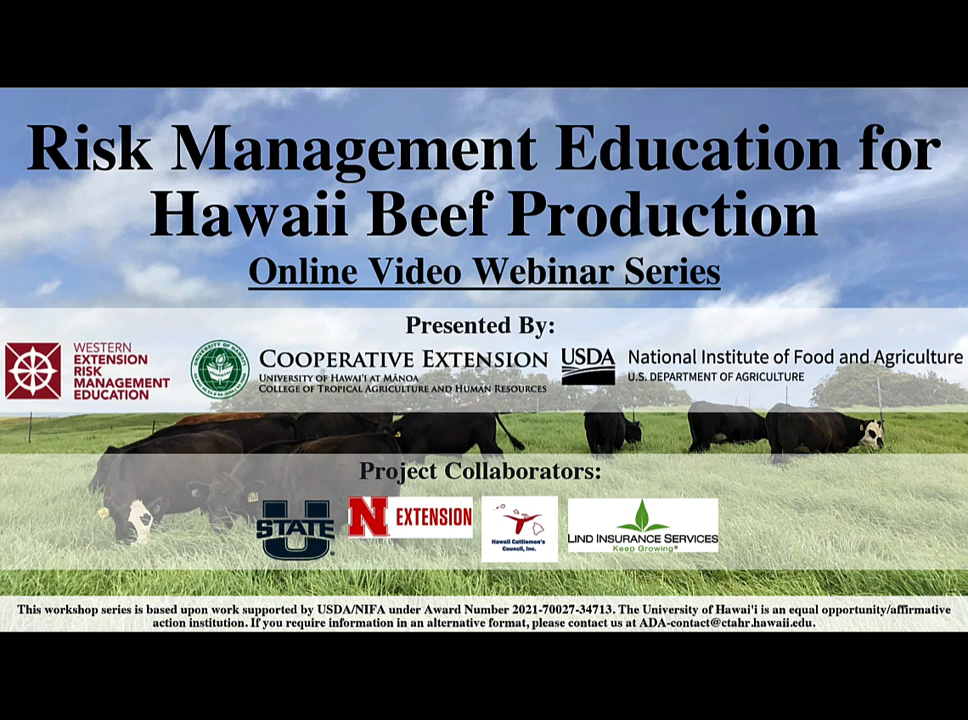 Risk Management Education for
Hawaii Beef Production
Online Video Webinar Series
Presented By:
WESTERN
EXTENSION
RISK
MANAGEMENT
EDUCATION
UNIVERSITY OF HAWAI'I
COOPERATIVE EXTENSION
UNIVERSITY OF HAWAI'I AT MĀNOA
COLLEGE OF TROPICAL AGRICULTURE AND HUMAN RESOURCES
USDA
National Institute of Food and Agriculture
U.S. DEPARTMENT OF AGRICULTURE
Project Collaborators:
U STATE
N EXTENSION
Hawaii Cattlemen's
Council, Inc.
LIND INSURANCE SERVICES
Keep Growing®
This workshop series is based upon work supported by USDA/NIFA under Award Number 2021-70027-34713. The University of Hawai'i is an equal opportunity/affirmative
action institution. If you require information in an alternative format, please contact us at ADA-contact@ctahr.hawaii.edu.